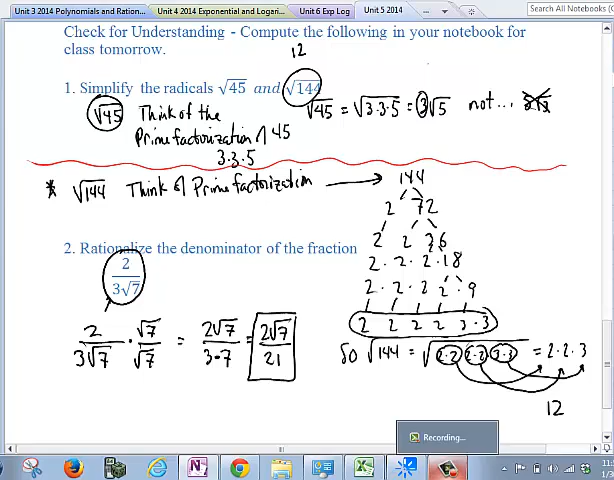 Search All Notebooks
Unit 3 2014 Polynomials and Ration...
Unit 4 2014 Exponential and Logari...
Unit 6 Exp Log
Unit 5 2014
Check for Understanding - Compute the following in your notebook for
class tomorrow.
12
1. Simplify the radicals √45 and √144
√45 Think of the
Prime factorization of 45
3·3·5
√45 = √3·3·5 = 3√5 not...
* √144 Think of Prime factorization → 144
2 72
2 2 36
2 · 2 · 2 · 18
2 · 2 · 2 2 · 9
2 2 2 2 3 · 3
2. Rationalize the denominator of the fraction
2/3√7
2/3√7 · √7/√7 = 2√7/3·7 = 2√7/21
So √144 = √2·2 2·2 3·3 = 2·2·3
12
Recording...